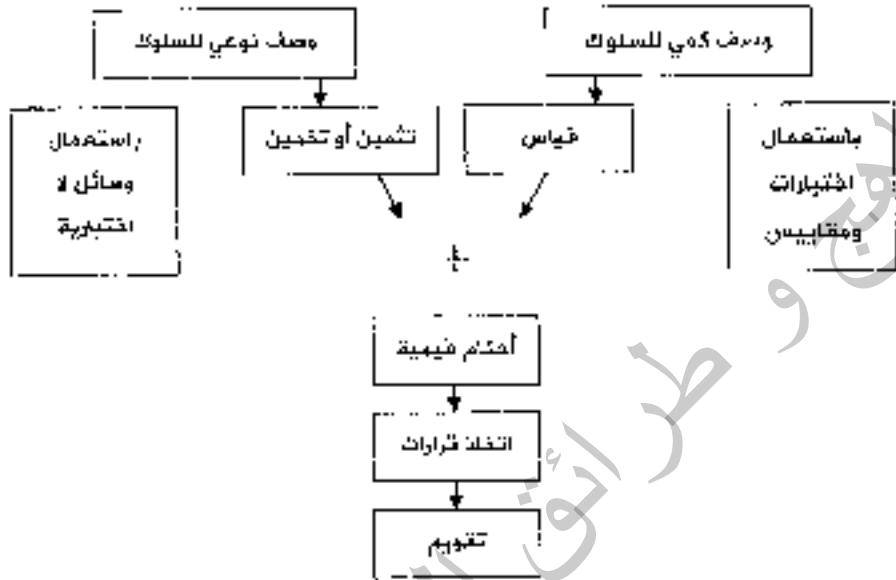 وصف كمي للسلوك
وصف نوعي للسلوك
باستعمال
اختبارات
ومقاييس
قياس
تثمين أو تخمين
باستعمال
وسائل لا
اختبارية
+
أحكام قيمية
اتخاذ قرارات
تقويم
و طرائق